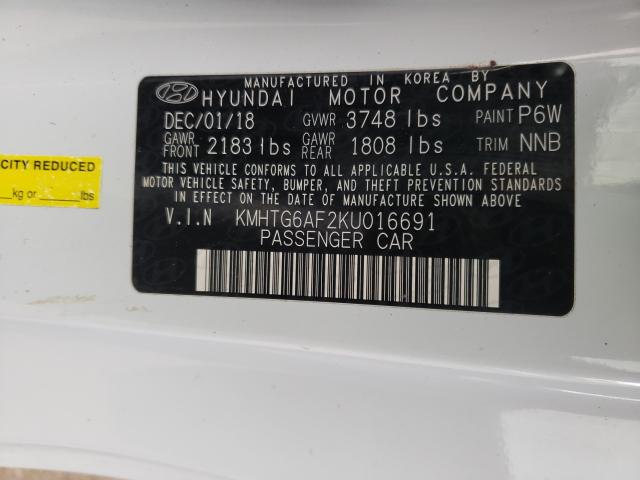 MANUFACTURED IN KOREA BY
HYUNDAI MOTOR COMPANY
DEC/01/18 GVWR 3748 lbs PAINT P6W
GAWR FRONT 2183 lbs GAWR REAR 1808 lbs TRIM NNB
THIS VEHICLE CONFORMS TO ALL APPLICABLE U.S.A. FEDERAL
MOTOR VEHICLE SAFETY, BUMPER, AND THEFT PREVENTION STANDARDS
IN EFFECT ON THE DATE OF MANUFACTURE SHOWN ABOVE.
V.I.N KMHTG6AF2KU016691
PASSENGER CAR
CITY REDUCED
kg or lbs